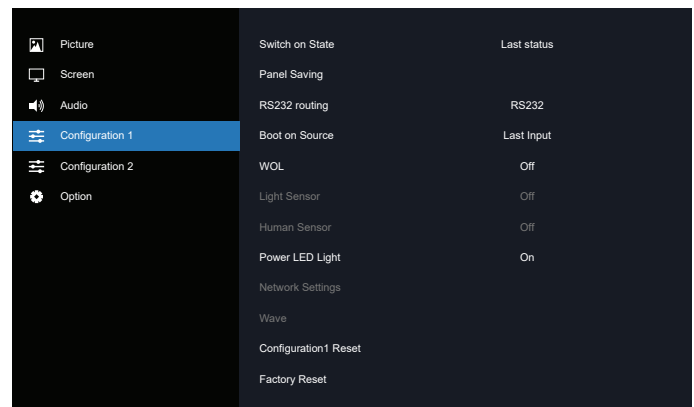 Picture
Screen
Audio
Configuration 1
Configuration 2
Option
Switch on State Last status
Panel Saving
RS232 routing RS232
Boot on Source Last Input
WOL Off
Light Sensor Off
Human Sensor Off
Power LED Light On
Network Settings
Wave
Configuration1 Reset
Factory Reset